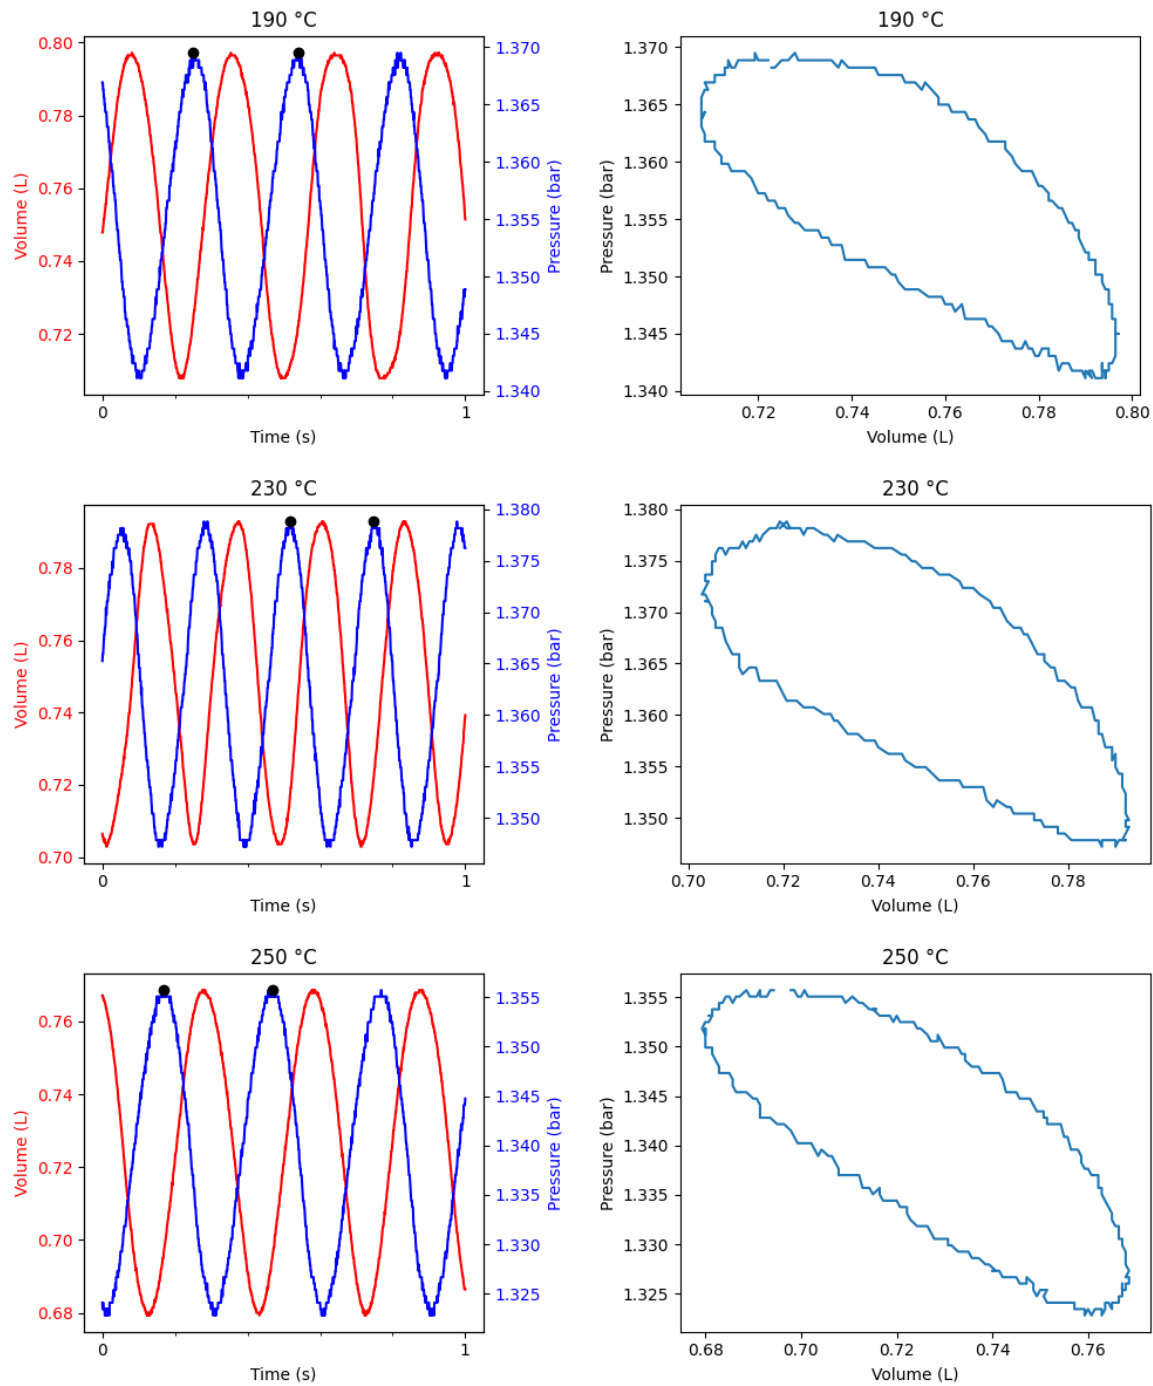 190 °C
0.80
0.78
0.76
0.74
0.72
Volume (L)
1.370
1.365
1.360
1.355
1.350
1.345
1.340
Pressure (bar)
0 1
Time (s)
190 °C
1.370
1.365
1.360
1.355
1.350
1.345
1.340
Pressure (bar)
0.72 0.74 0.76 0.78 0.80
Volume (L)
230 °C
0.78
0.76
0.74
0.72
0.70
Volume (L)
1.380
1.375
1.370
1.365
1.360
1.355
1.350
Pressure (bar)
0 1
Time (s)
230 °C
1.380
1.375
1.370
1.365
1.360
1.355
1.350
Pressure (bar)
0.70 0.72 0.74 0.76 0.78
Volume (L)
250 °C
0.76
0.74
0.72
0.70
0.68
Volume (L)
1.355
1.350
1.345
1.340
1.335
1.330
1.325
Pressure (bar)
0 1
Time (s)
250 °C
1.355
1.350
1.345
1.340
1.335
1.330
1.325
Pressure (bar)
0.68 0.70 0.72 0.74 0.76
Volume (L)